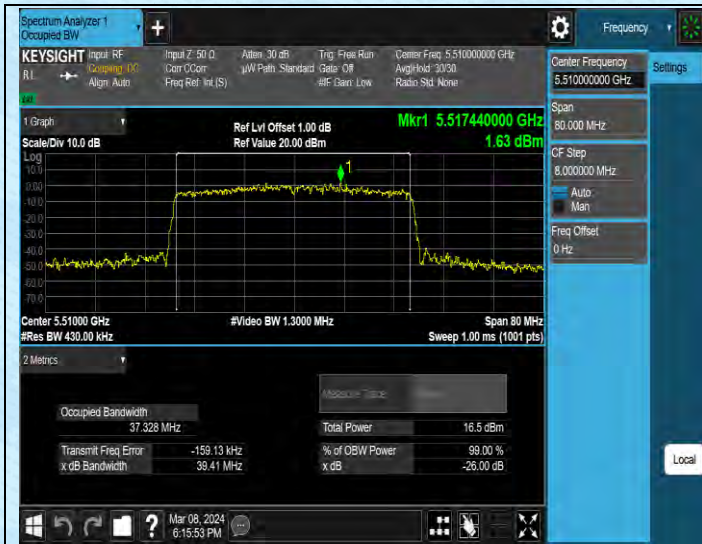 Spectrum Analyzer 1
Occupied BW
+
Frequency
KEYSIGHT
Input: RF
Coupling: DC
Align: Auto
Input Z: 50 Ω
Corr CCorr
Freq Ref: Int (S)
Atten: 30 dB
µW Path: Standard
Trig: Free Run
Gate: Off
#IF Gain: Low
Center Freq: 5.510000000 GHz
Avg|Hold: 30/30
Radio Std: None
1 Graph
Scale/Div 10.0 dB
Ref Lvl Offset 1.00 dB
Ref Value 20.00 dBm
Mkr1 5.517440000 GHz
1.63 dBm
Log
10.0
0.00
-10.0
-20.0
-30.0
-40.0
-50.0
-60.0
-70.0
1
Center 5.51000 GHz
#Res BW 430.00 kHz
#Video BW 1.3000 MHz
Span 80 MHz
Sweep 1.00 ms (1001 pts)
2 Metrics
Measure Trace
Occupied Bandwidth
37.328 MHz
Total Power 16.5 dBm
Transmit Freq Error -159.13 kHz
% of OBW Power 99.00 %
x dB Bandwidth 39.41 MHz
x dB -26.00 dB
Mar 08, 2024
6:15:53 PM
?
Center Frequency
5.510000000 GHz
Span
80.000 MHz
CF Step
8.000000 MHz
Auto
Man
Freq Offset
0 Hz
Settings
Local